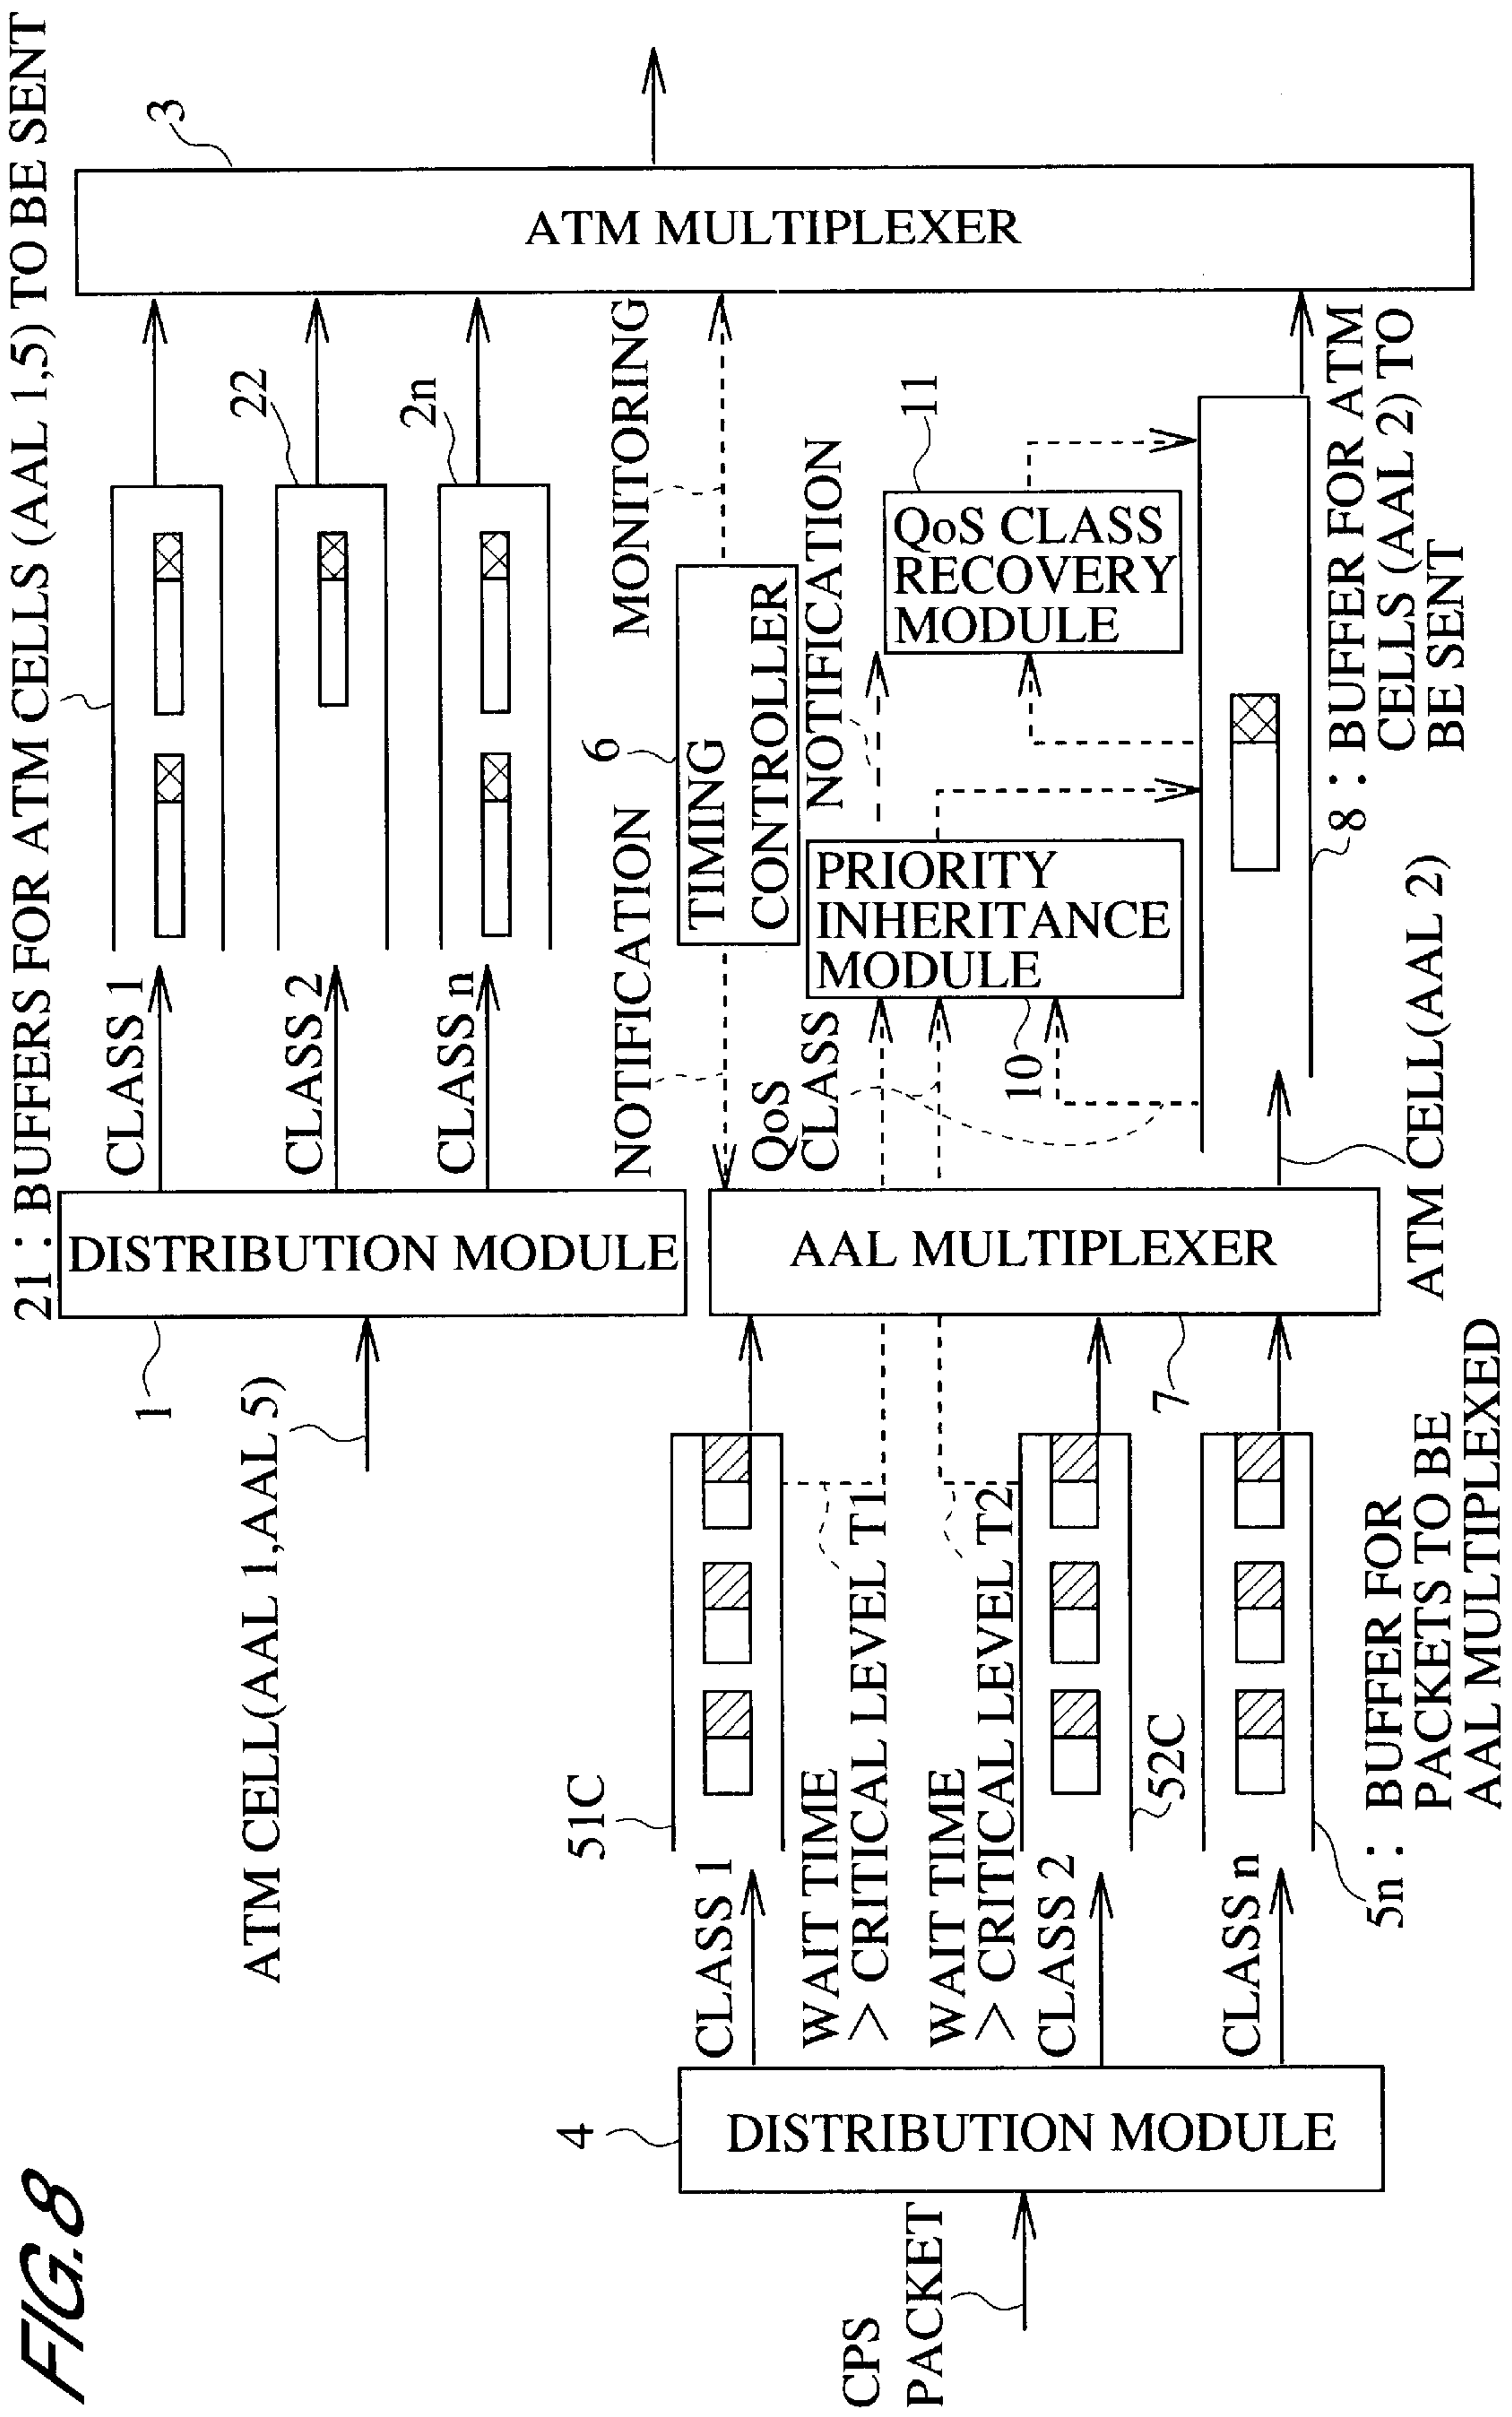 FIG.8
21 : BUFFERS FOR ATM CELLS (AAL 1,5) TO BE SENT
3
ATM CELL(AAL 1,AAL 5)
1
DISTRIBUTION MODULE
CLASS 1
CLASS 2
22
CLASS n
2n
ATM MULTIPLEXER
NOTIFICATION
6
MONITORING
TIMING
CONTROLLER
CPS
PACKET
4
DISTRIBUTION MODULE
CLASS 1
51C
WAIT TIME
> CRITICAL LEVEL T1
WAIT TIME
> CRITICAL LEVEL T2
CLASS 2
52C
CLASS n
5n : BUFFER FOR
PACKETS TO BE
AAL MULTIPLEXED
7
AAL MULTIPLEXER
QoS
CLASS
10
PRIORITY
INHERITANCE
MODULE
NOTIFICATION
11
QoS CLASS
RECOVERY
MODULE
ATM CELL(AAL 2)
8 : BUFFER FOR ATM
CELLS (AAL 2) TO
BE SENT